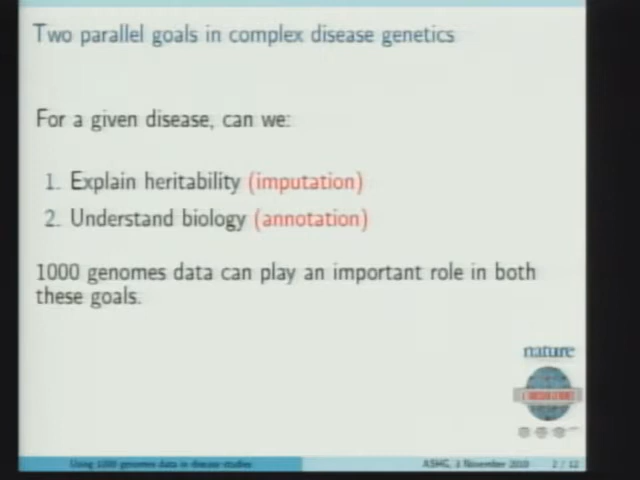 Two parallel goals in complex disease genetics
For a given disease, can we:
1. Explain heritability (imputation)
2. Understand biology (annotation)
1000 genomes data can play an important role in both
these goals.
nature
Using 1000 genomes data in disease studies
ASHG, 3 November 2010
2 / 12